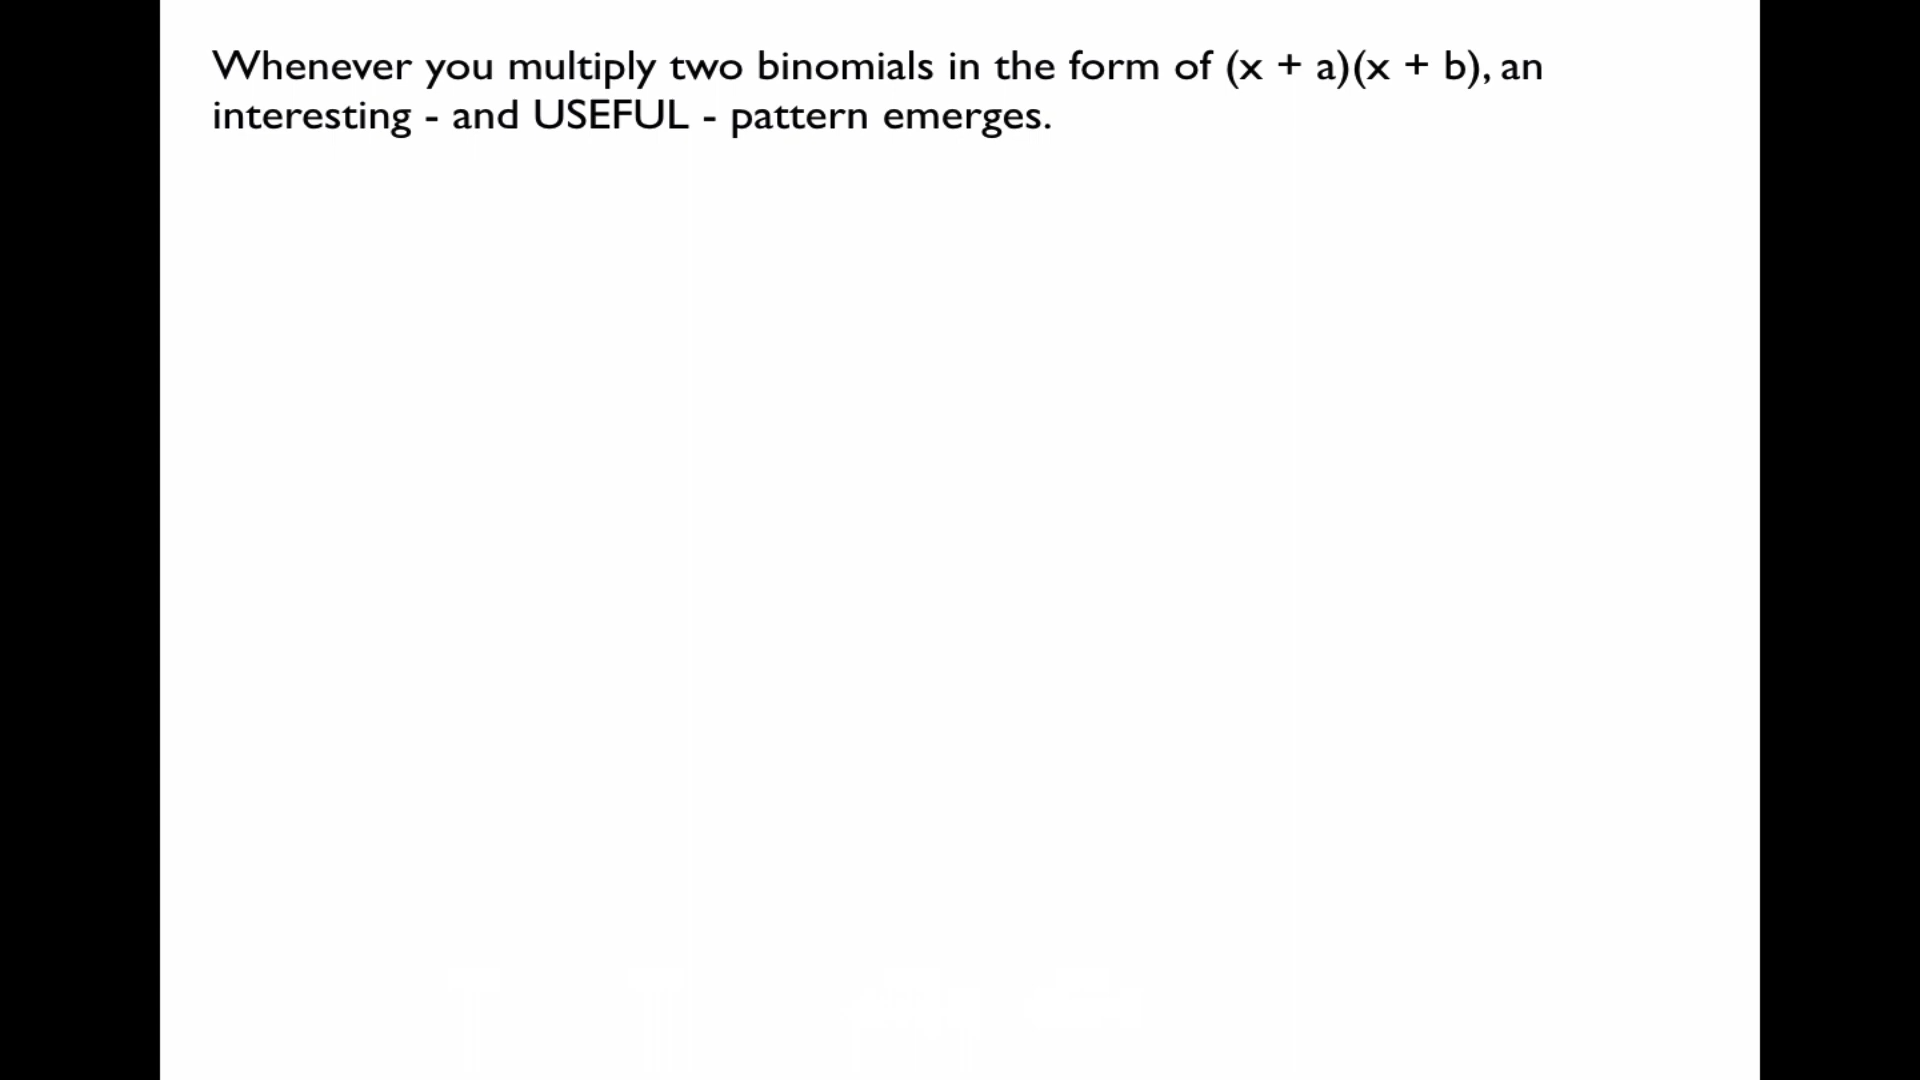 Whenever you multiply two binomials in the form of (x + a)(x + b), an
interesting - and USEFUL - pattern emerges.